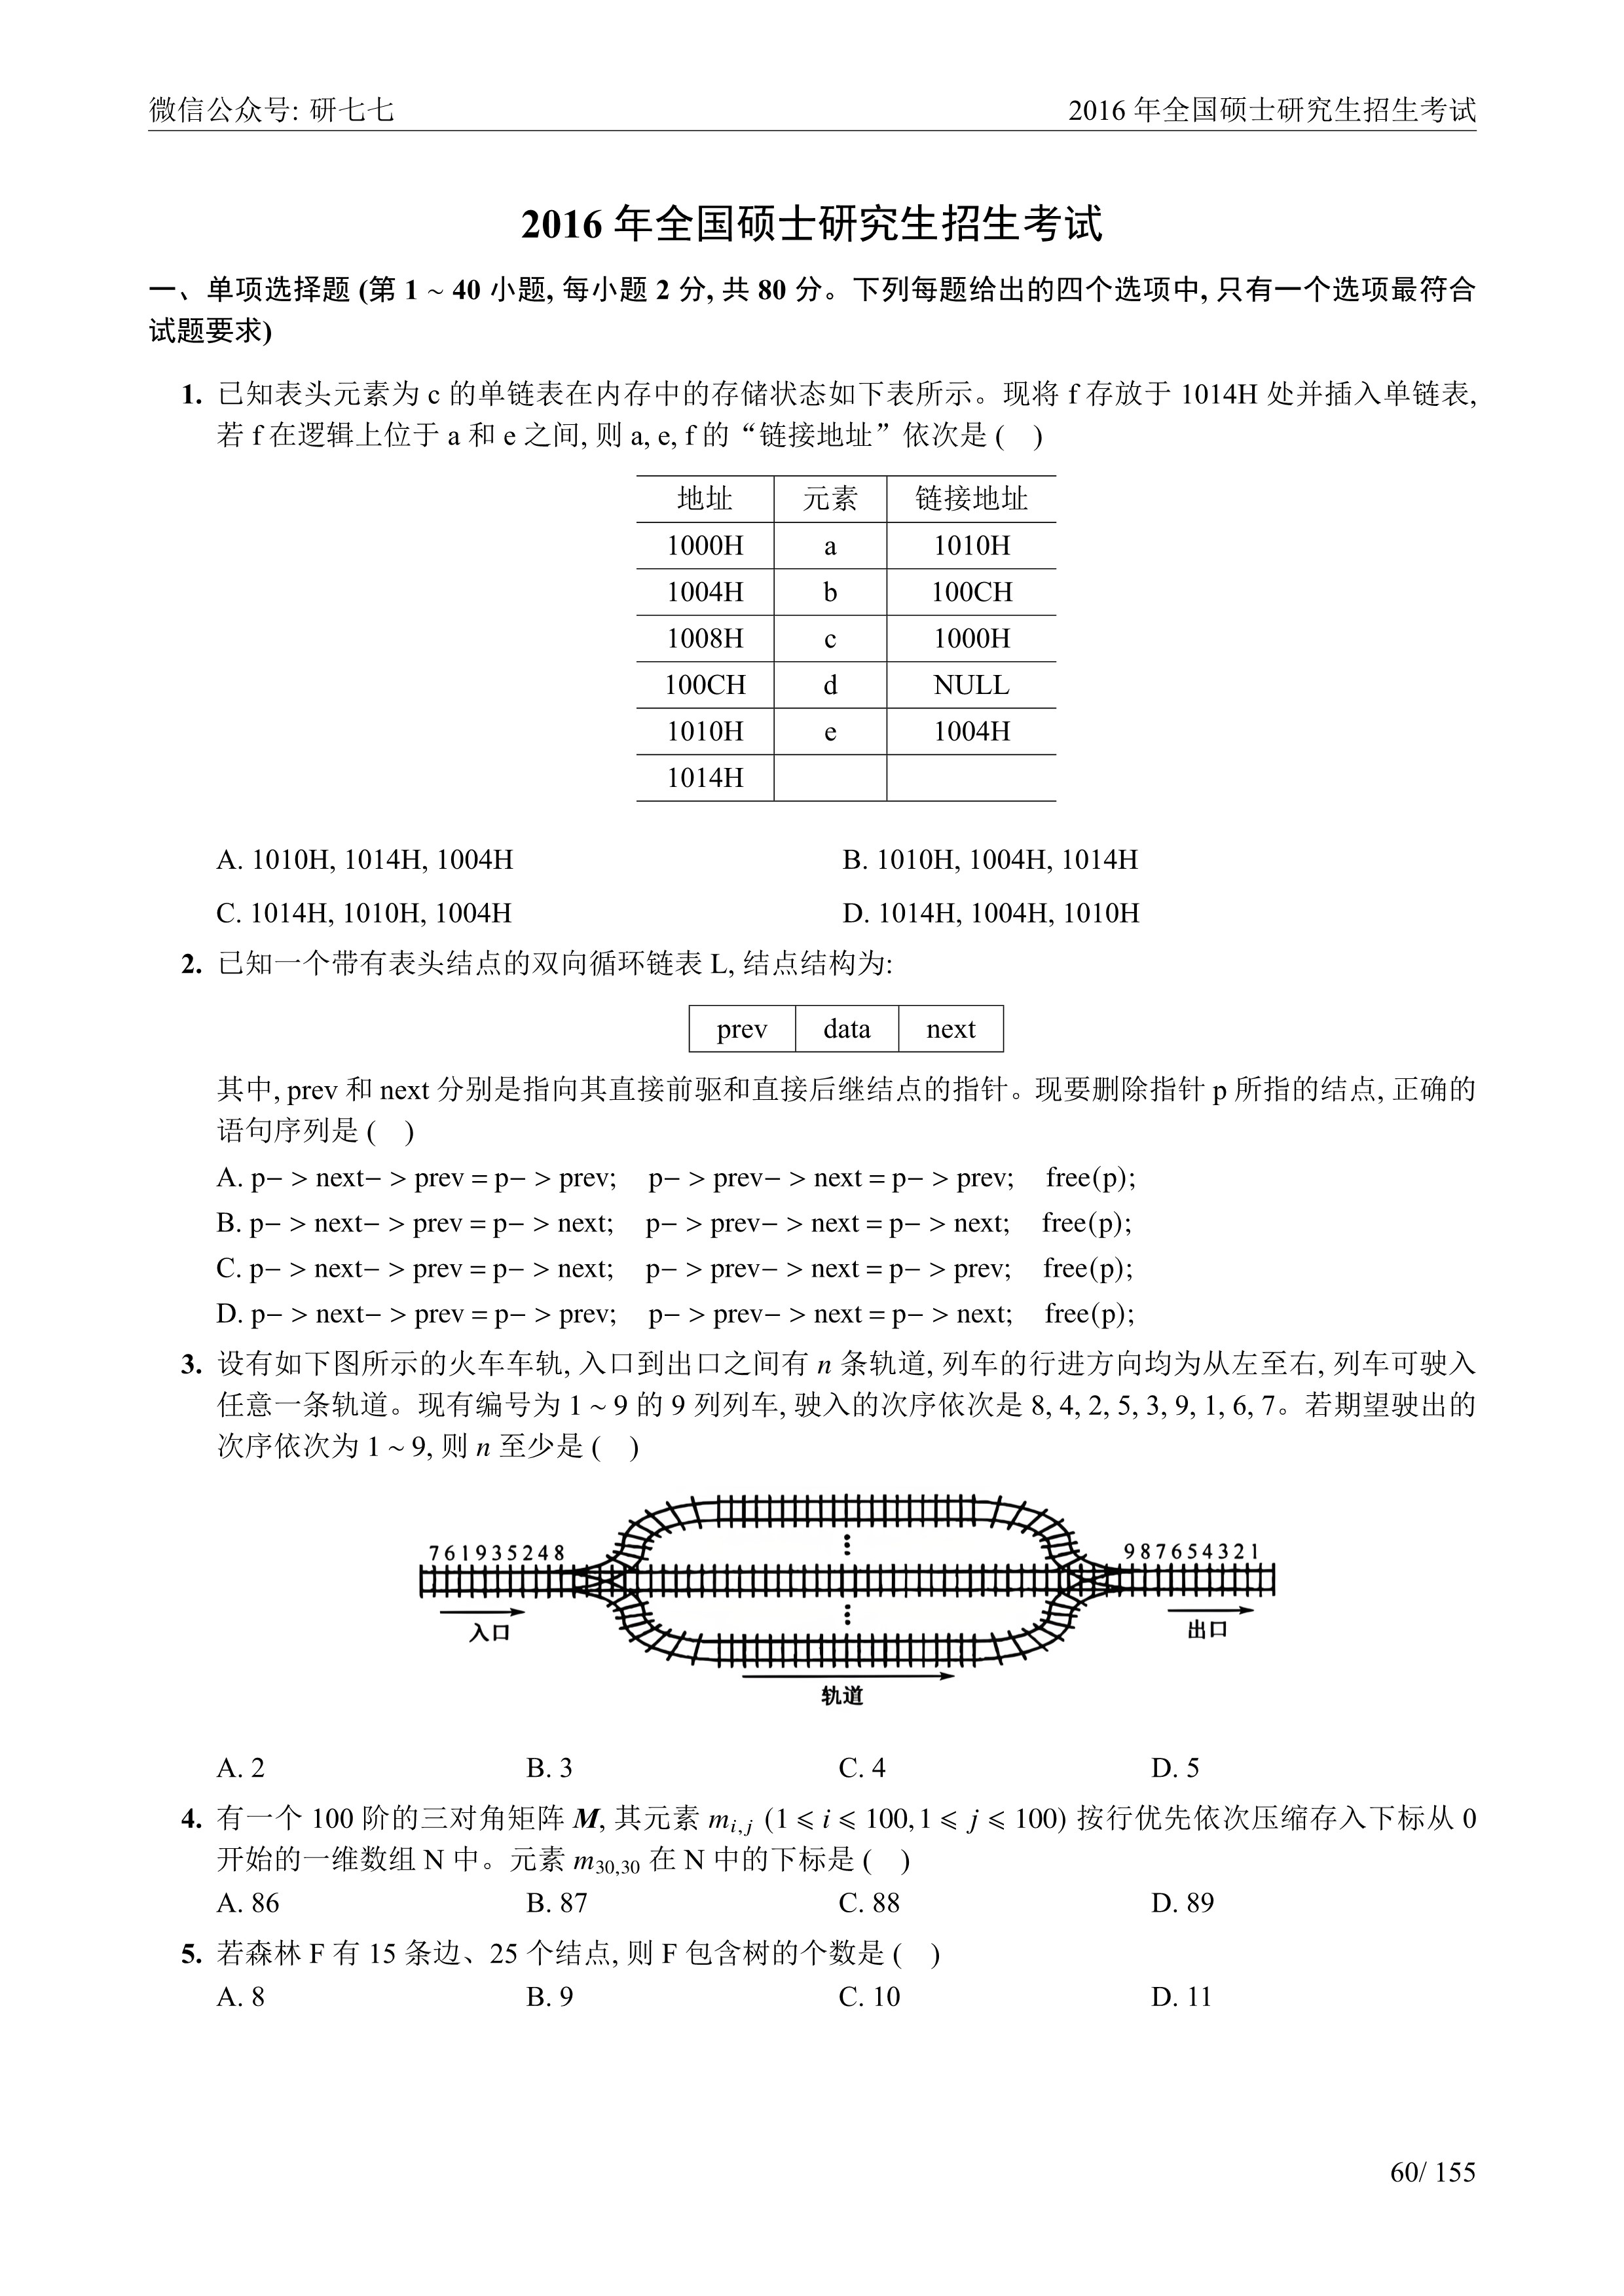 微信公众号: 研七七
2016 年全国硕士研究生招生考试
2016 年全国硕士研究生招生考试
一、单项选择题 (第 1 ~ 40 小题, 每小题 2 分, 共 80 分。下列每题给出的四个选项中, 只有一个选项最符合
试题要求)
1. 已知表头元素为 c 的单链表在内存中的存储状态如下表所示。现将 f 存放于 1014H 处并插入单链表,
若 f 在逻辑上位于 a 和 e 之间, 则 a, e, f 的“链接地址”依次是 ( )
地址 元素 链接地址
1000H a 1010H
1004H b 100CH
1008H c 1000H
100CH d NULL
1010H e 1004H
1014H
A. 1010H, 1014H, 1004H B. 1010H, 1004H, 1014H
C. 1014H, 1010H, 1004H D. 1014H, 1004H, 1010H
2. 已知一个带有表头结点的双向循环链表 L, 结点结构为:
prev data next
其中, prev 和 next 分别是指向其直接前驱和直接后继结点的指针。现要删除指针 p 所指的结点, 正确的
语句序列是 ( )
A. p− > next− > prev = p− > prev; p− > prev− > next = p− > prev; free(p);
B. p− > next− > prev = p− > next; p− > prev− > next = p− > next; free(p);
C. p− > next− > prev = p− > next; p− > prev− > next = p− > prev; free(p);
D. p− > next− > prev = p− > prev; p− > prev− > next = p− > next; free(p);
3. 设有如下图所示的火车车轨, 入口到出口之间有 n 条轨道, 列车的行进方向均为从左至右, 列车可驶入
任意一条轨道。现有编号为 1 ~ 9 的 9 列列车, 驶入的次序依次是 8, 4, 2, 5, 3, 9, 1, 6, 7。若期望驶出的
次序依次为 1 ~ 9, 则 n 至少是 ( )
7 6 1 9 3 5 2 4 8 9 8 7 6 5 4 3 2 1
入口 出口
轨道
A. 2 B. 3 C. 4 D. 5
4. 有一个 100 阶的三对角矩阵 M, 其元素 m_{i,j} (1 ⩽ i ⩽ 100, 1 ⩽ j ⩽ 100) 按行优先依次压缩存入下标从 0
开始的一维数组 N 中。元素 m_{30,30} 在 N 中的下标是 ( )
A. 86 B. 87 C. 88 D. 89
5. 若森林 F 有 15 条边、25 个结点, 则 F 包含树的个数是 ( )
A. 8 B. 9 C. 10 D. 11
60/ 155